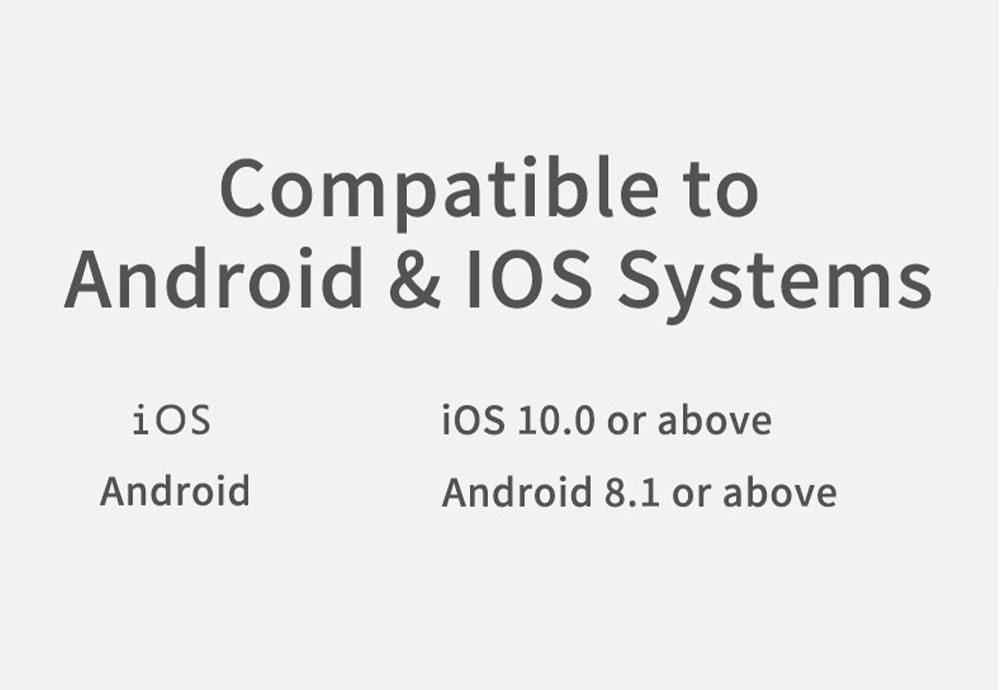 Compatible to
Android & IOS Systems
iOS iOS 10.0 or above
Android Android 8.1 or above